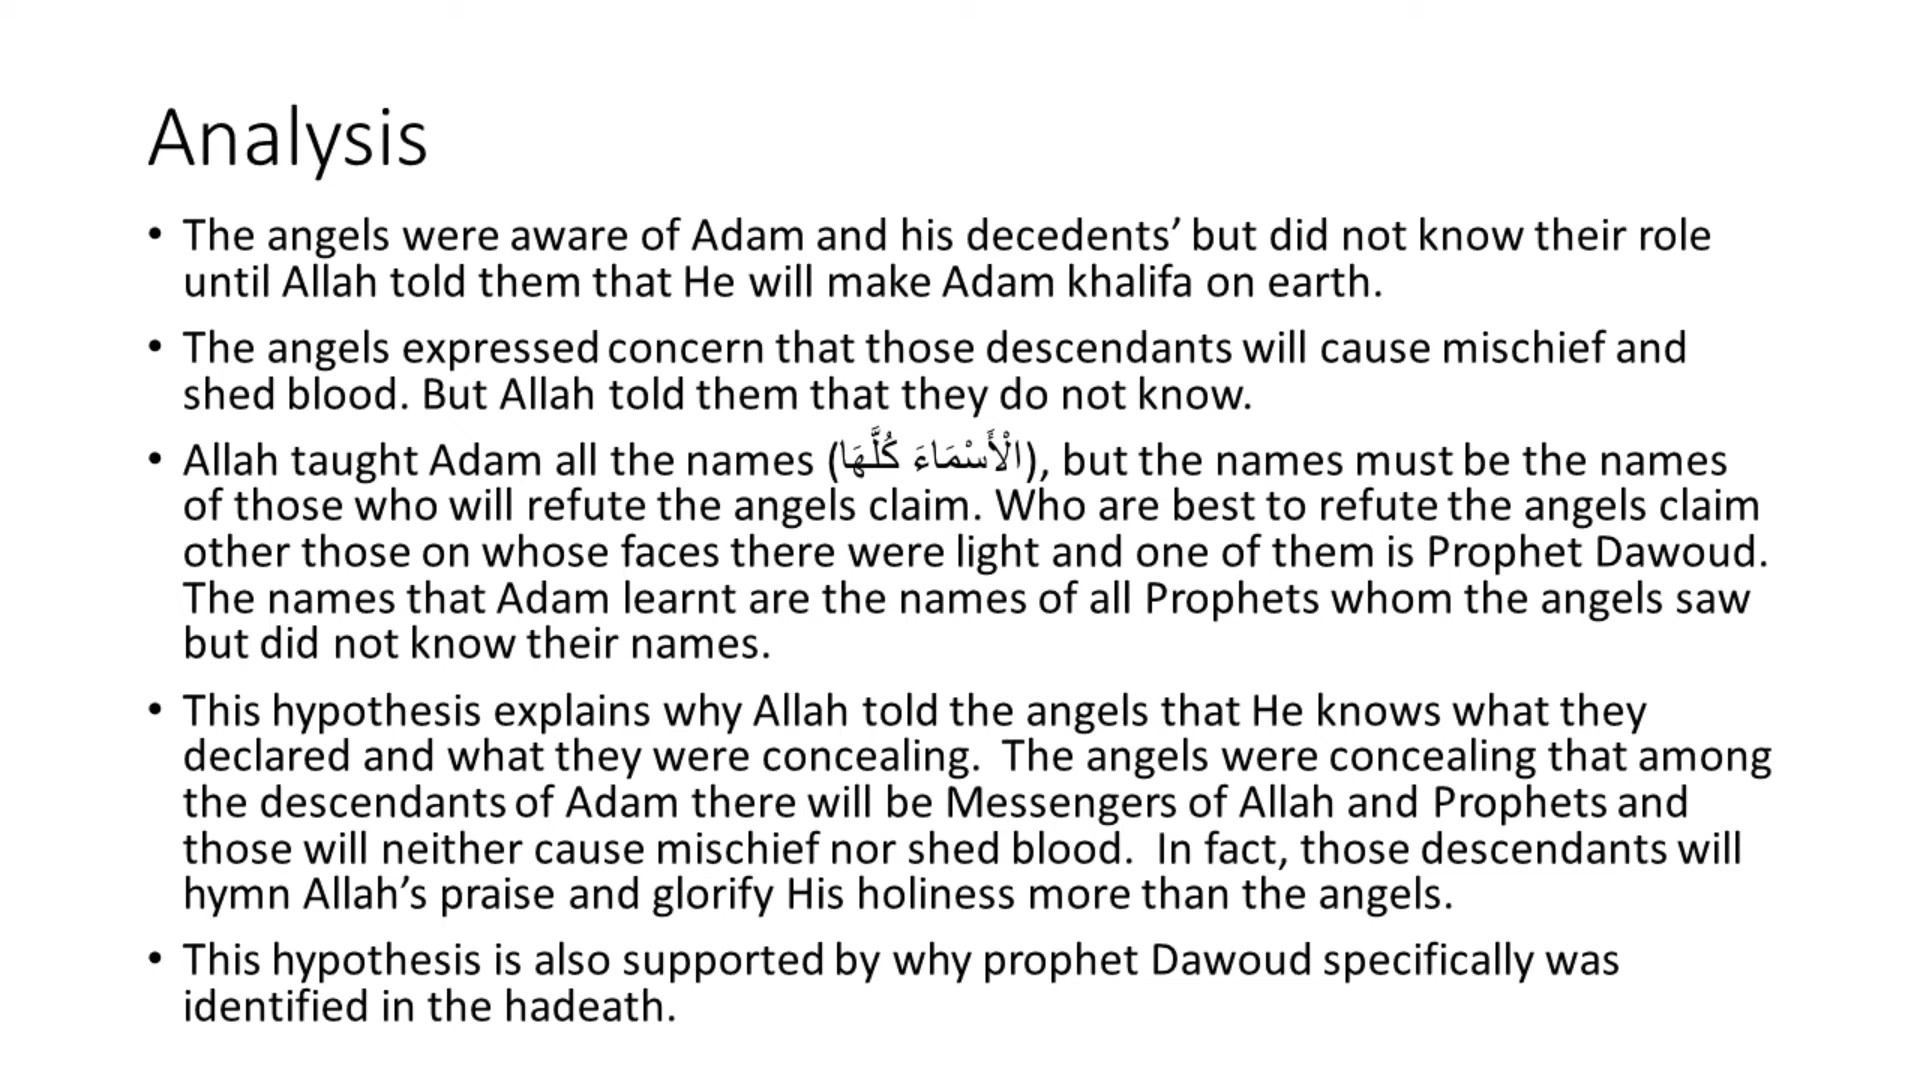 Analysis
• The angels were aware of Adam and his decedents’ but did not know their role
until Allah told them that He will make Adam khalifa on earth.
• The angels expressed concern that those descendants will cause mischief and
shed blood. But Allah told them that they do not know.
• Allah taught Adam all the names (الْأَسْمَاءَ كُلَّهَا), but the names must be the names
of those who will refute the angels claim. Who are best to refute the angels claim
other those on whose faces there were light and one of them is Prophet Dawoud.
The names that Adam learnt are the names of all Prophets whom the angels saw
but did not know their names.
• This hypothesis explains why Allah told the angels that He knows what they
declared and what they were concealing.  The angels were concealing that among
the descendants of Adam there will be Messengers of Allah and Prophets and
those will neither cause mischief nor shed blood.  In fact, those descendants will
hymn Allah’s praise and glorify His holiness more than the angels.
• This hypothesis is also supported by why prophet Dawoud specifically was
identified in the hadeath.